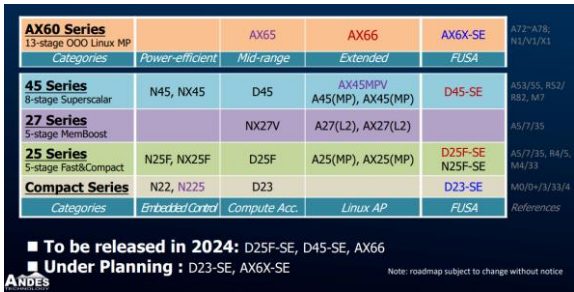 AX60 Series
13-stage OOO Linux MP
AX65
AX66
AX6X-SE
A72~A78;
N1/V1/X1
Categories
Power-efficient
Mid-range
Extended
FUSA
45 Series
8-stage Superscalar
N45, NX45
D45
AX45MPV
A45(MP), AX45(MP)
D45-SE
A53/55, R52/
R82, M7
27 Series
5-stage MemBoost
NX27V
A27(L2), AX27(L2)
A5/7/35
25 Series
5-stage Fast&Compact
N25F, NX25F
D25F
A25(MP), AX25(MP)
D25F-SE
N25F-SE
A5/7/35, R4/5,
M4/33
Compact Series
N22, N225
D23
D23-SE
M0/0+/3/33/4
Categories
Embedded Control
Compute Acc.
Linux AP
FUSA
References
■ To be released in 2024: D25F-SE, D45-SE, AX66
■ Under Planning : D23-SE, AX6X-SE
Note: roadmap subject to change without notice
ANDES
TECHNOLOGY